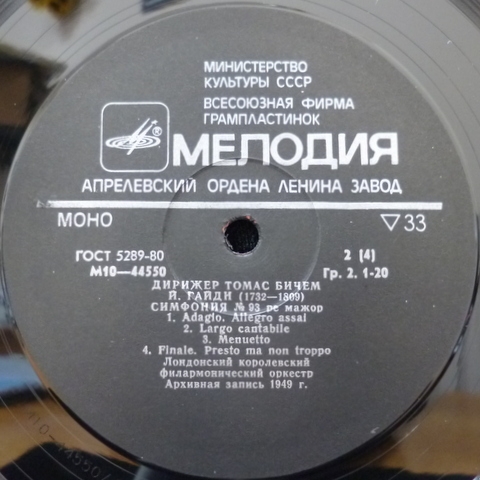 МИНИСТЕРСТВО
КУЛЬТУРЫ СССР
ВСЕСОЮЗНАЯ ФИРМА
ГРАМПЛАСТИНОК
® МЕЛОДИЯ
АПРЕЛЕВСКИЙ ОРДЕНА ЛЕНИНА ЗАВОД
МОНО ▽33
ГОСТ 5289-80 2 (4)
М10—44550 Гр. 2. 1-20
ДИРИЖЕР ТОМАС БИЧЕМ
Й. ГАЙДН (1732—1809)
СИМФОНИЯ № 93 ре мажор
1. Adagio. Allegro assai
2. Largo cantabile
3. Menuetto
4. Finale. Presto ma non troppo
Лондонский королевский
филармонический оркестр
Архивная запись 1949 г.